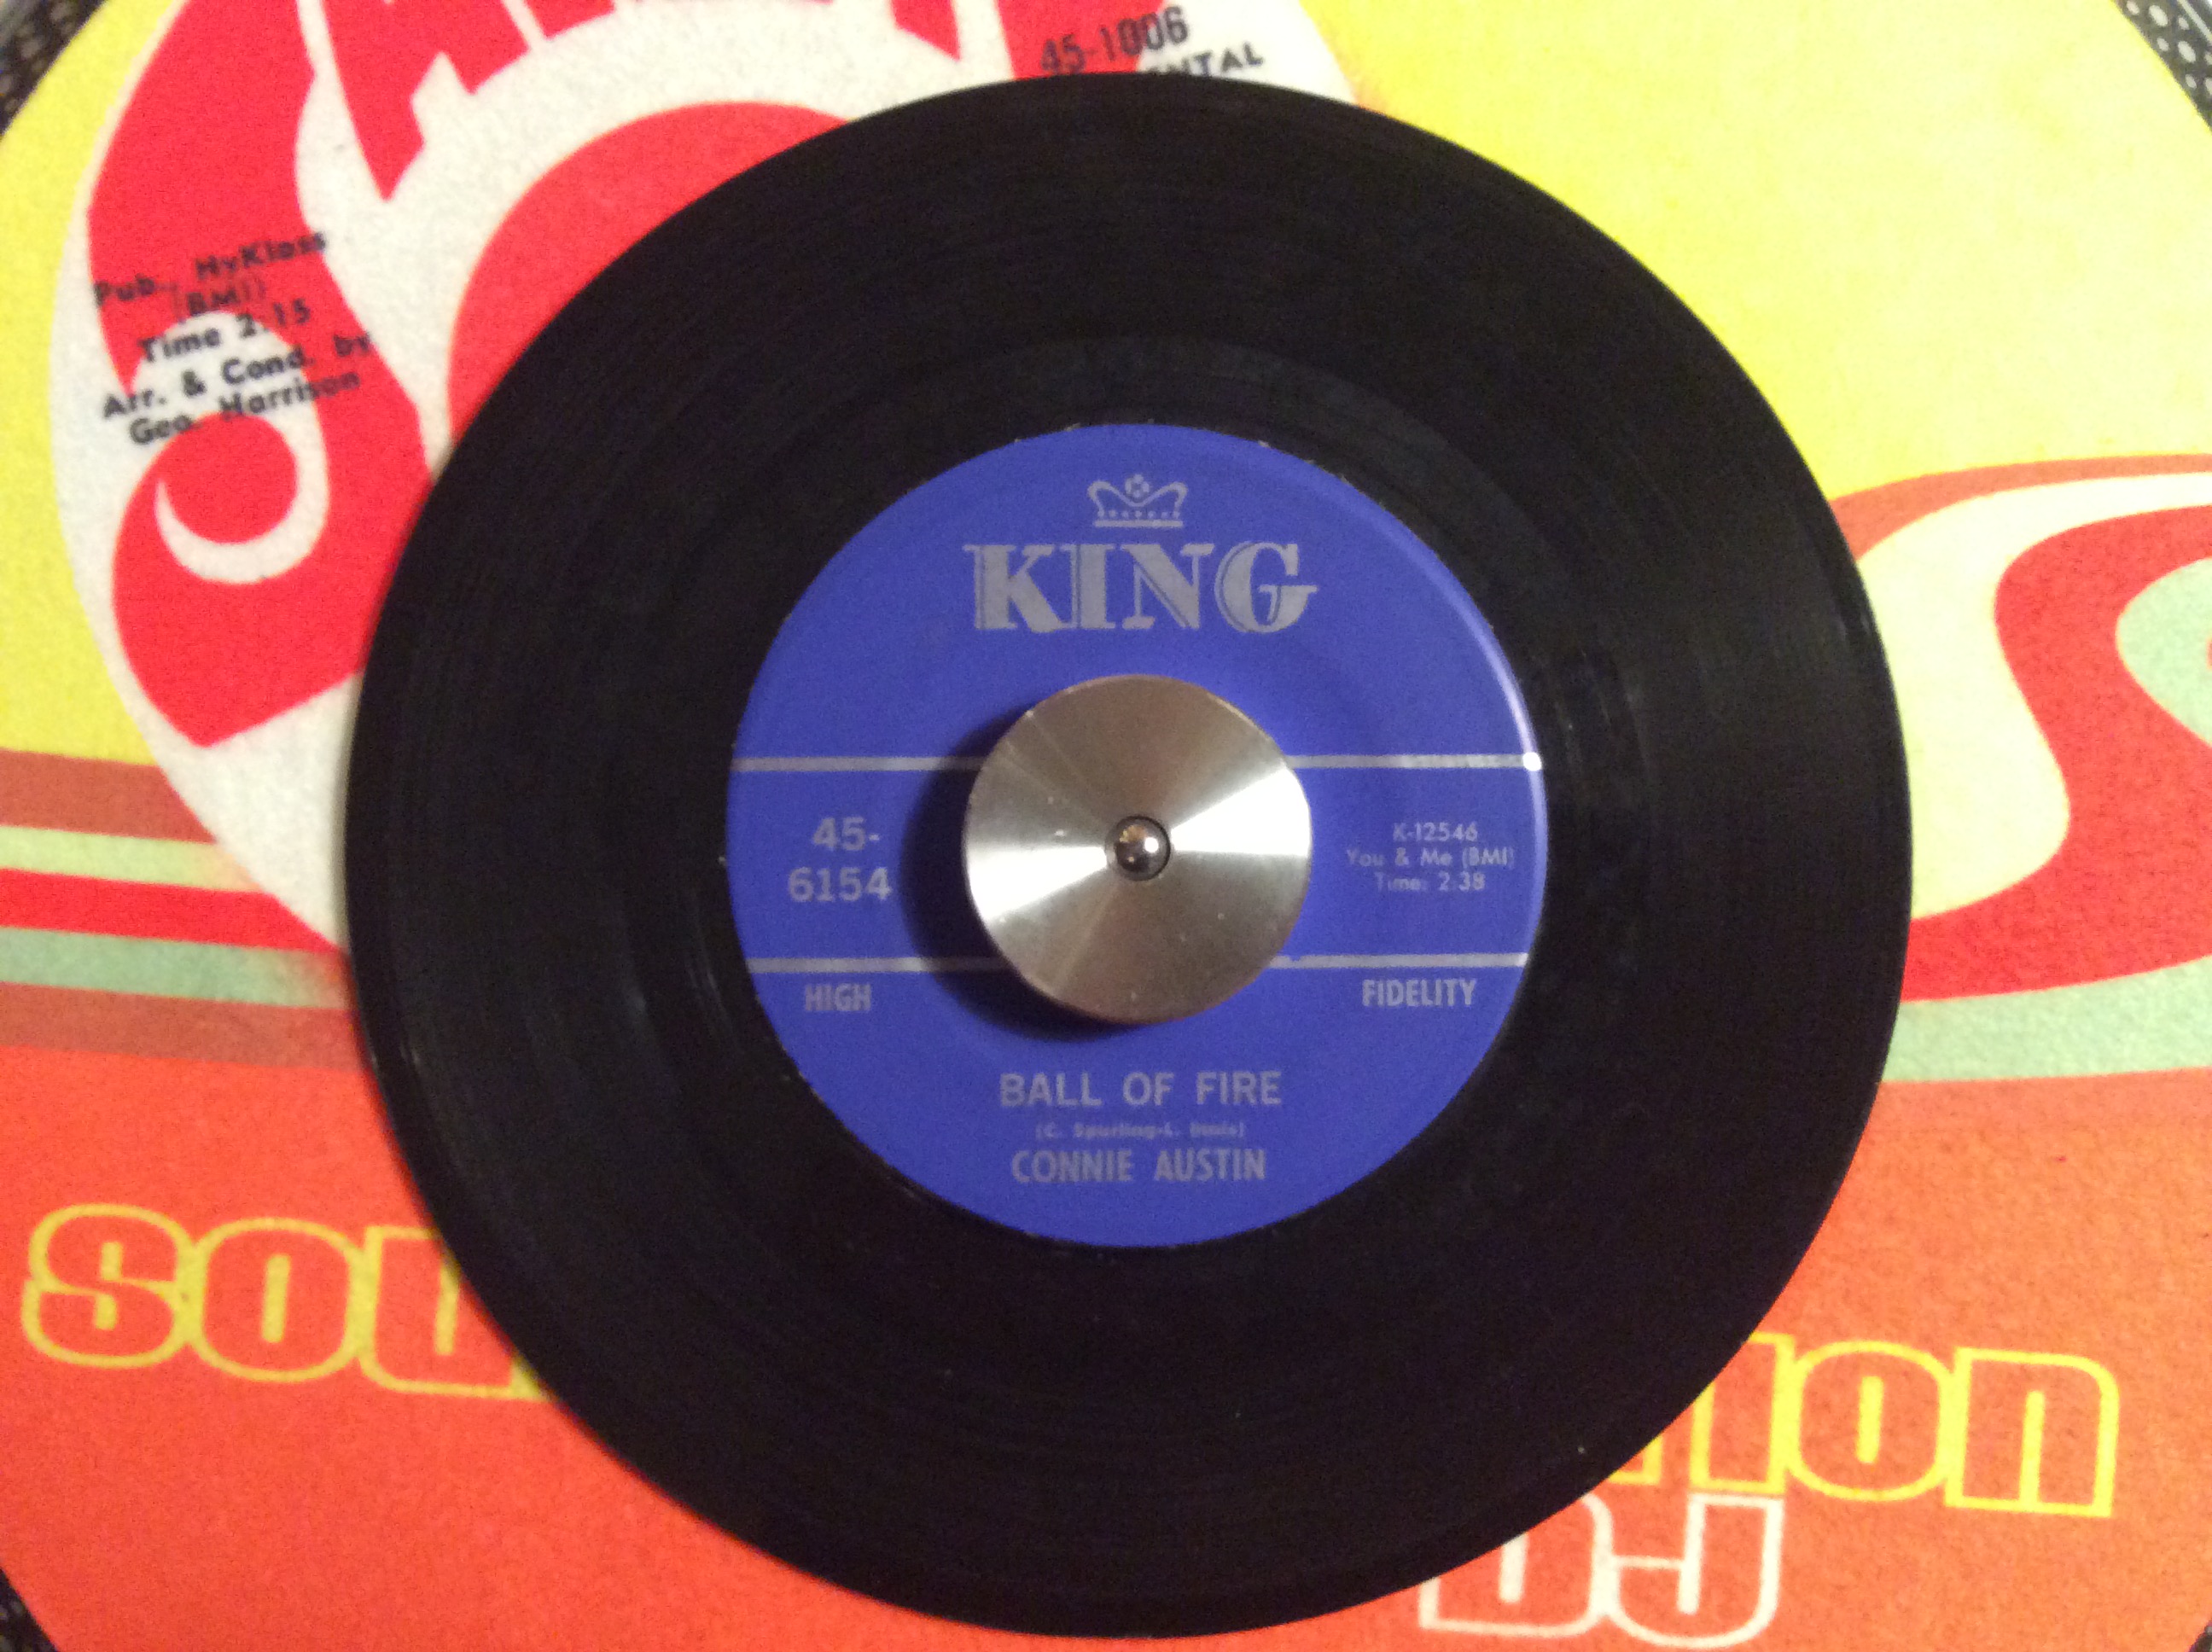 45-1006
Pub., HyKlass
(BMI)
Time 2:15
Arr. & Cond. by
Geo. Harrison
KING
45-
6154
K-12546
You & Me (BMI)
Time: 2:38
HIGH
FIDELITY
BALL OF FIRE
CONNIE AUSTIN
DJ